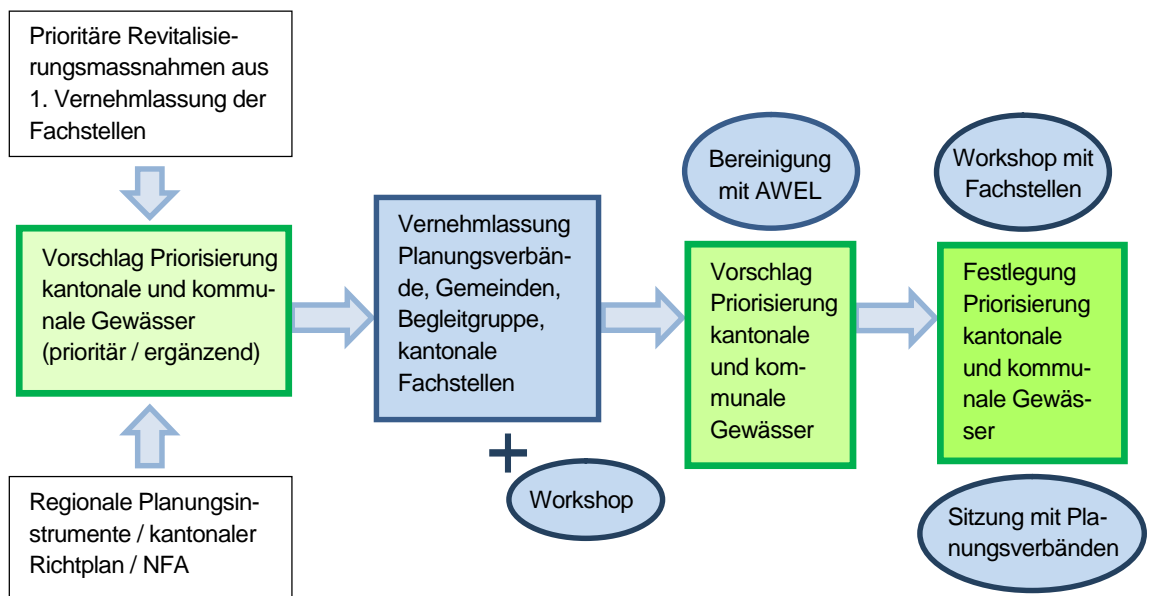 Prioritäre Revitalisie-
rungsmassnahmen aus
1. Vernehmlassung der
Fachstellen
Vorschlag Priorisierung
kantonale und kommu-
nale Gewässer
(prioritär / ergänzend)
Regionale Planungsin-
strumente / kantonaler
Richtplan / NFA
Vernehmlassung
Planungsverbän-
de, Gemeinden,
Begleitgruppe,
kantonale
Fachstellen
+
Workshop
Bereinigung
mit AWEL
Vorschlag
Priorisierung
kantonale
und kom-
munale
Gewässer
Workshop mit
Fachstellen
Festlegung
Priorisierung
kantonale
und kommu-
nale Gewäs-
ser
Sitzung mit Pla-
nungsverbänden